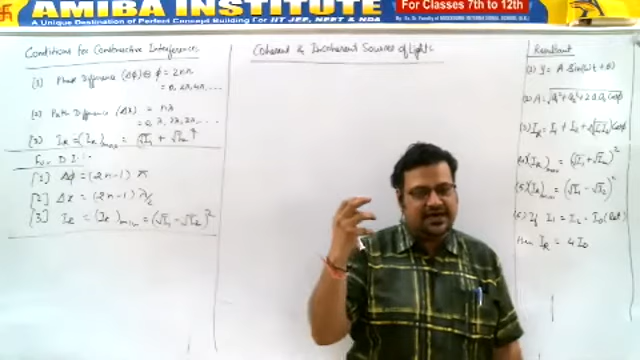 AMIBA INSTITUTE
For Classes 7th to 12th
A Unique Destination of Perfect Concept Building For IIT JEE, NEET & NDA
Conditions for Constructive Interference
(1) Phase Difference (Δϕ) = ϕ = 2nπ
= 0, 2π, 4π, ....
(2) Path Difference (Δx) = nλ
= 0, λ, 2λ, 3λ, ....
(3) I_R = (I_R)max = (√I₁ + √I₂)²
For D.I :-
[1] Δϕ = (2n-1) π
[2] Δx = (2n-1) λ/2
[3] I_R = (I_R)min = (√I₁ - √I₂)²
Coherent & Incoherent Sources of Light:
Resultant
(1) Y = A Sin(ωt + θ)
(2) A = √a₁² + a₂² + 2a₁a₂ Cosϕ
(3) I_R = I₁ + I₂ + 2√I₁I₂ Cosϕ
(4) (I_R)max = (√I₁ + √I₂)²
(5) (I_R)min = (√I₁ - √I₂)²
(6) If I₁ = I₂ = I₀ (let)
then I_R = 4 I₀